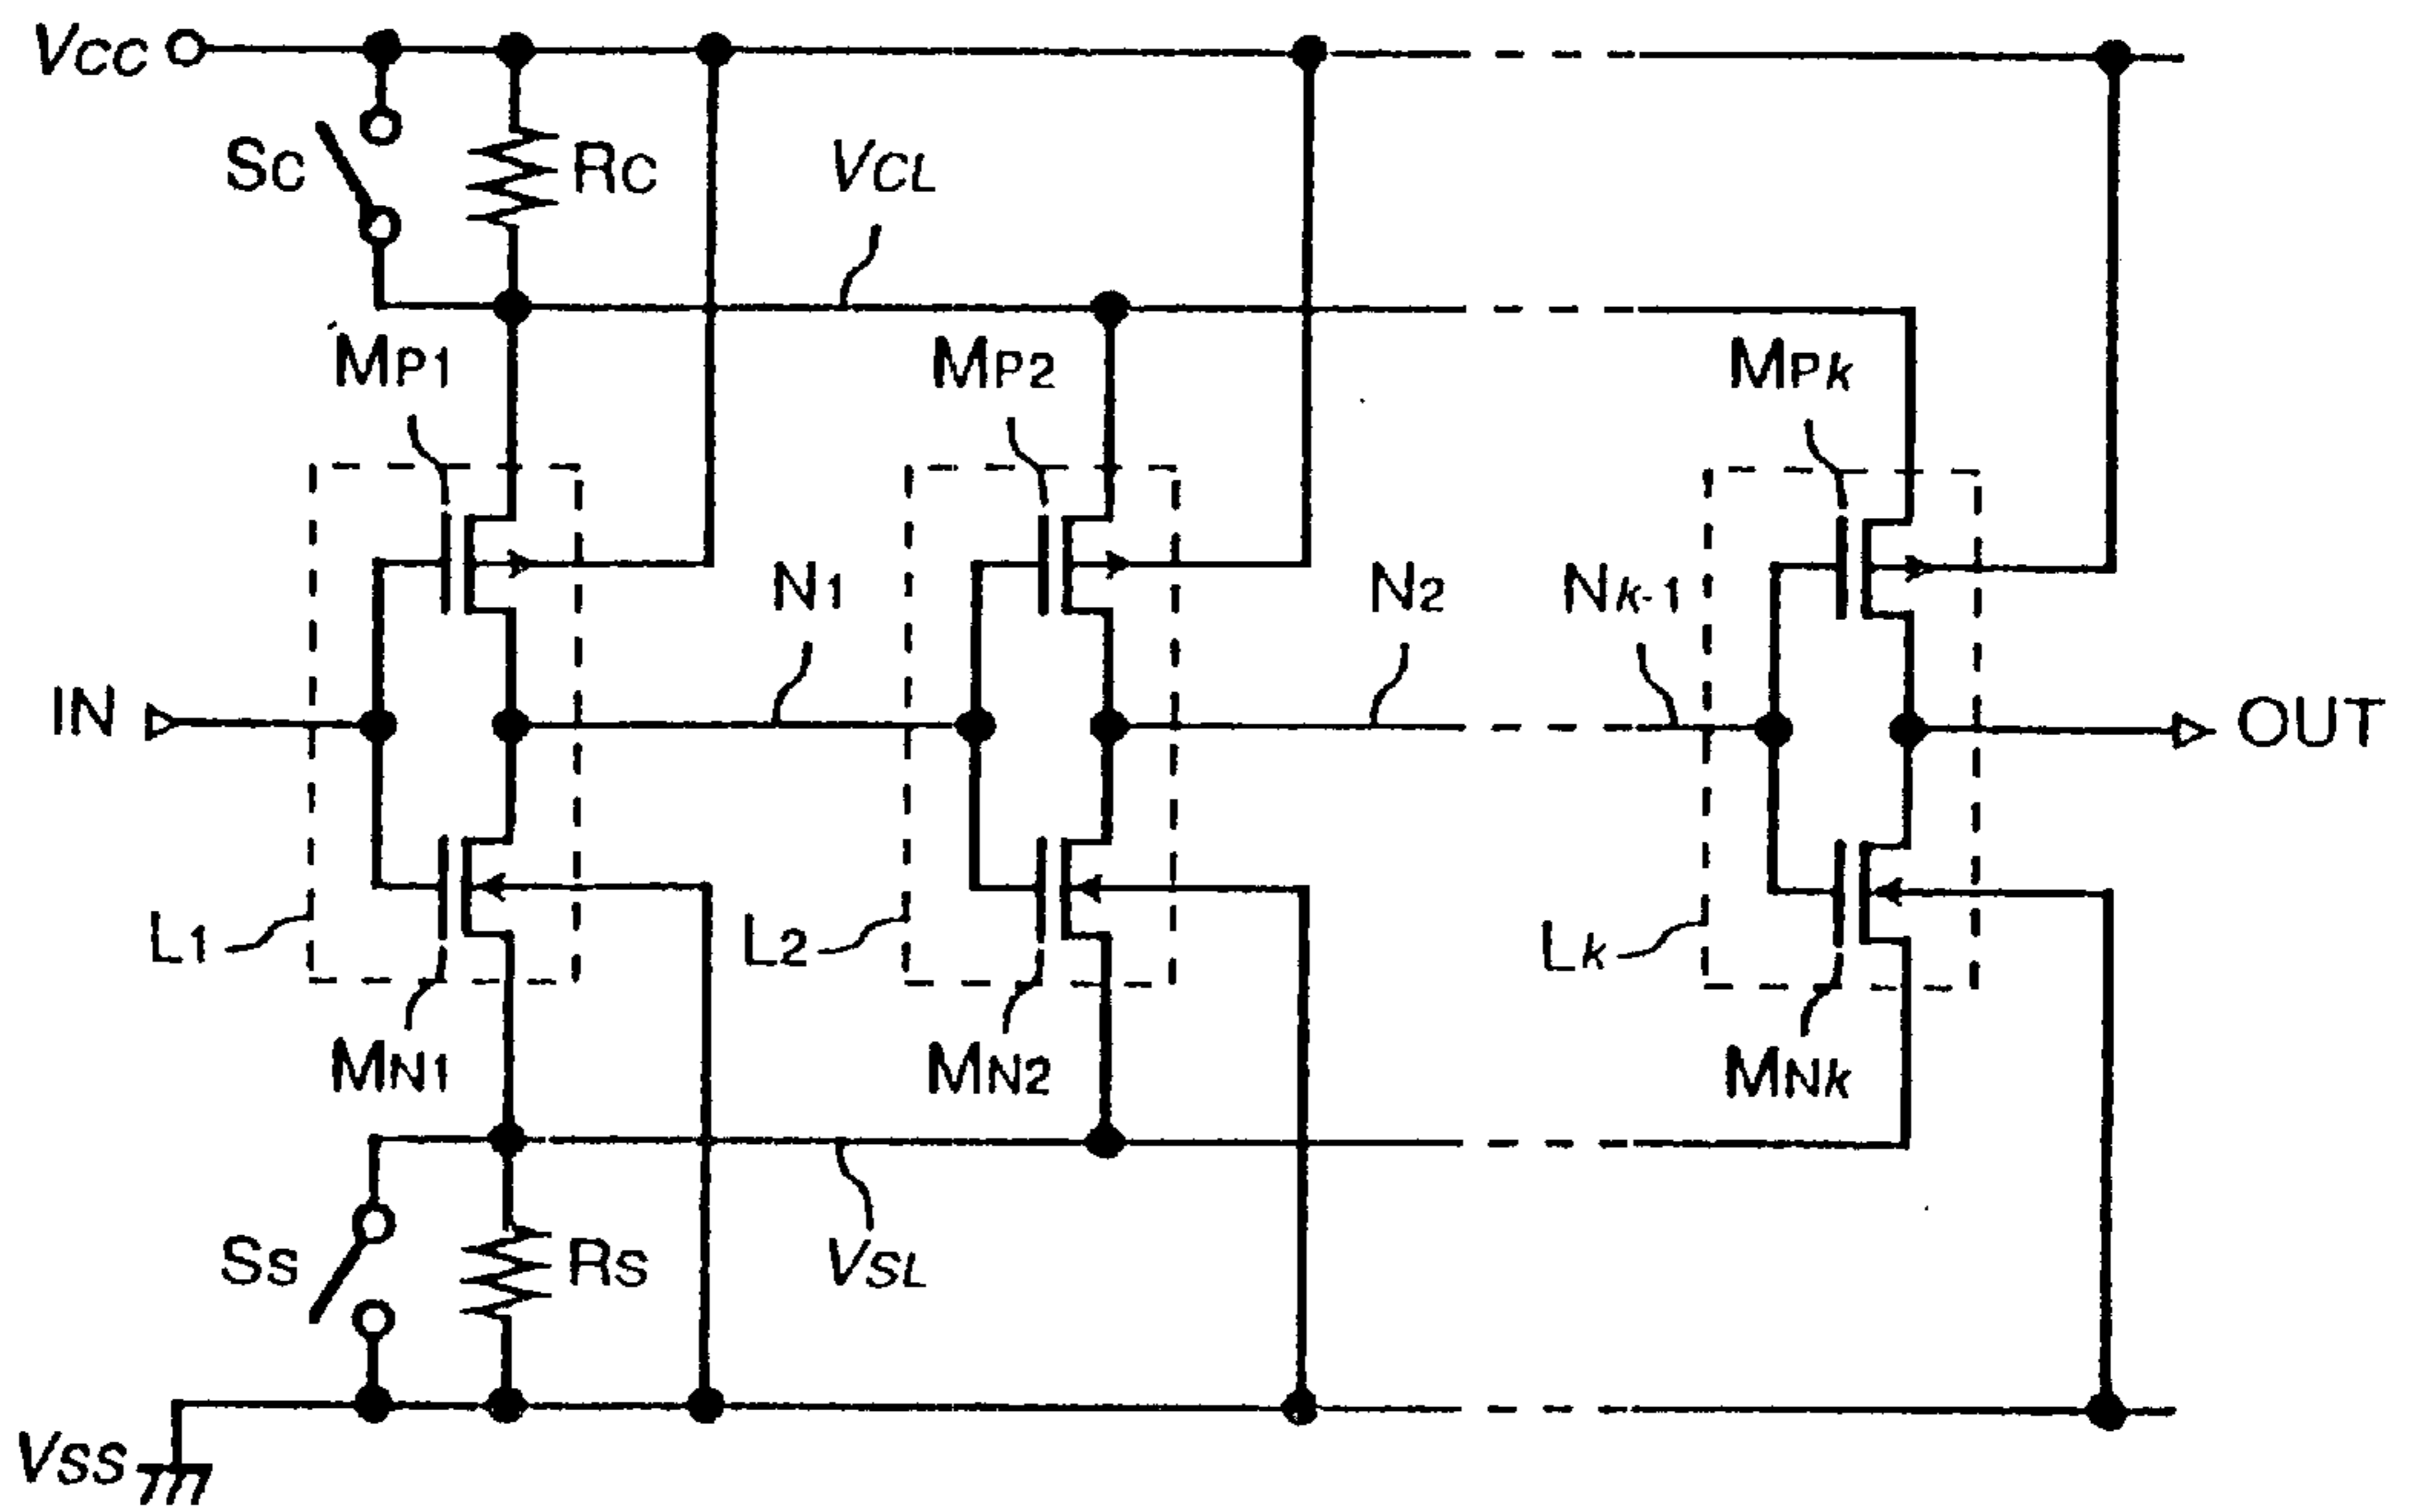 VCC
SC
RC
VCL
MP1
MP2
MPk
N1
N2
Nk-1
IN
OUT
L1
L2
Lk
MN1
MN2
MNk
SS
RS
VSL
VSS